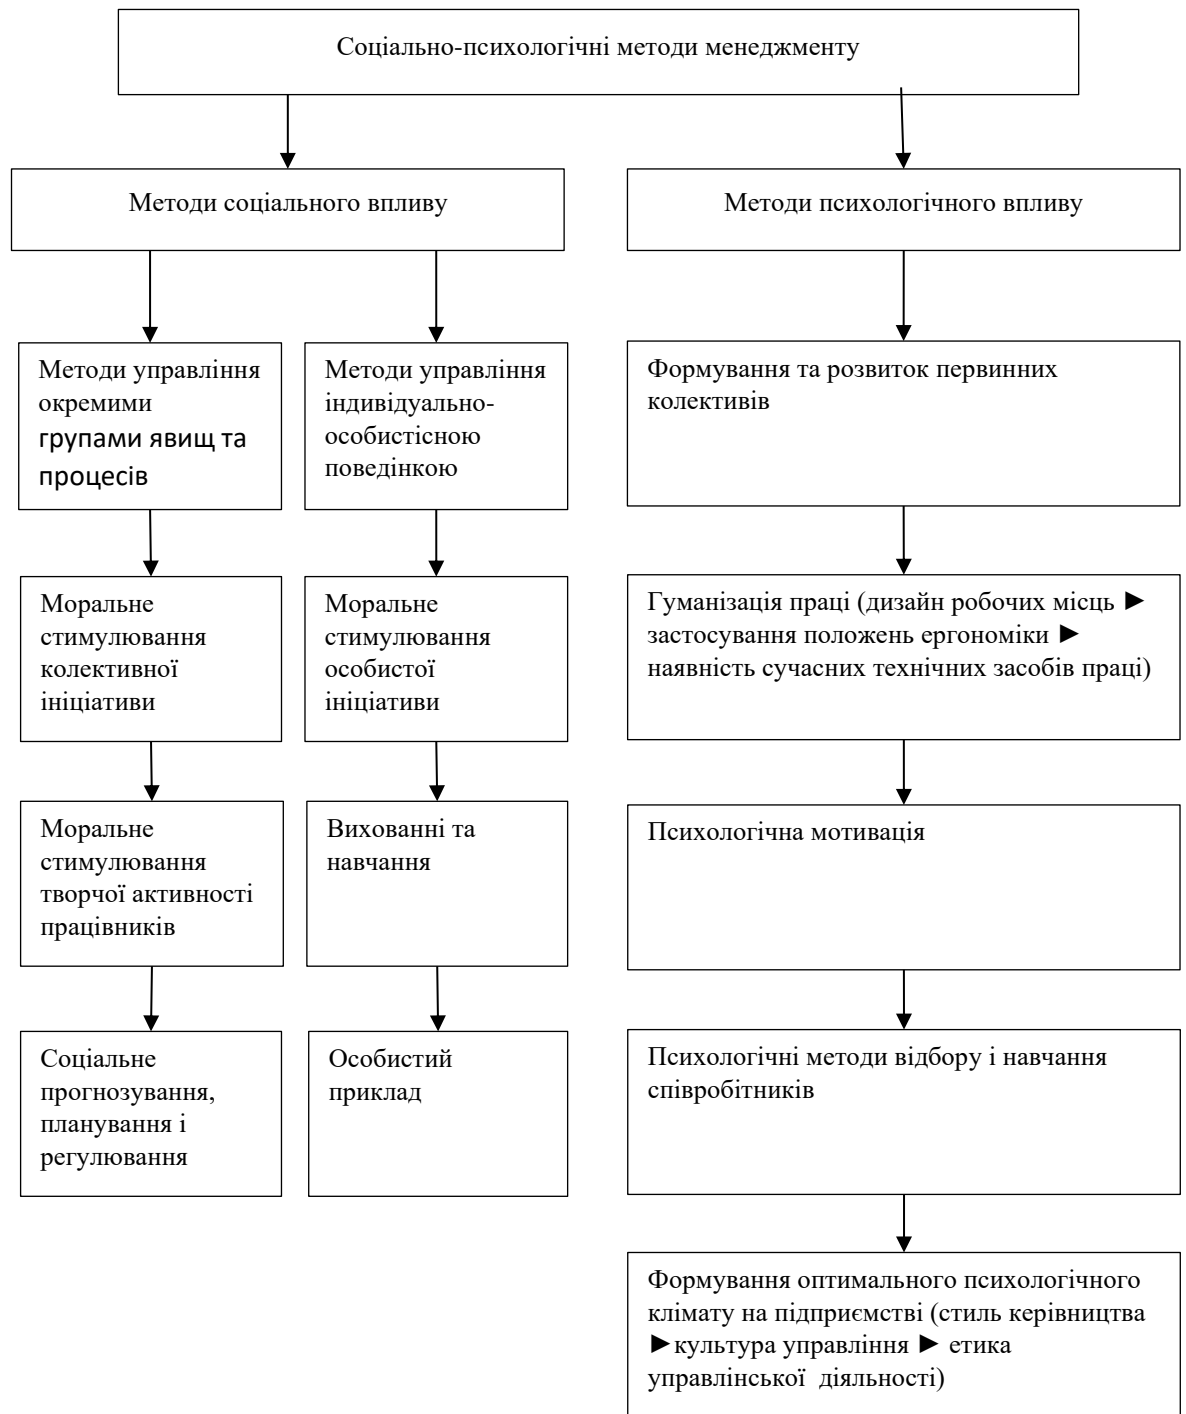 Соціально-психологічні методи менеджменту
Методи соціального впливу
Методи психологічного впливу
Методи управління
окремими
групами явищ та
процесів
Методи управління
індивідуально-
особистісною
поведінкою
Формування та розвиток первинних
колективів
Моральне
стимулювання
колективної
ініціативи
Моральне
стимулювання
особистої
ініціативи
Гуманізація праці (дизайн робочих місць ►
застосування положень ергономіки ►
наявність сучасних технічних засобів праці)
Моральне
стимулювання
творчої активності
працівників
Вихованні та
навчання
Психологічна мотивація
Соціальне
прогнозування,
планування і
регулювання
Особистий
приклад
Психологічні методи відбору і навчання
співробітників
Формування оптимального психологічного
клімату на підприємстві (стиль керівництва
►культура управління ► етика
управлінської діяльності)